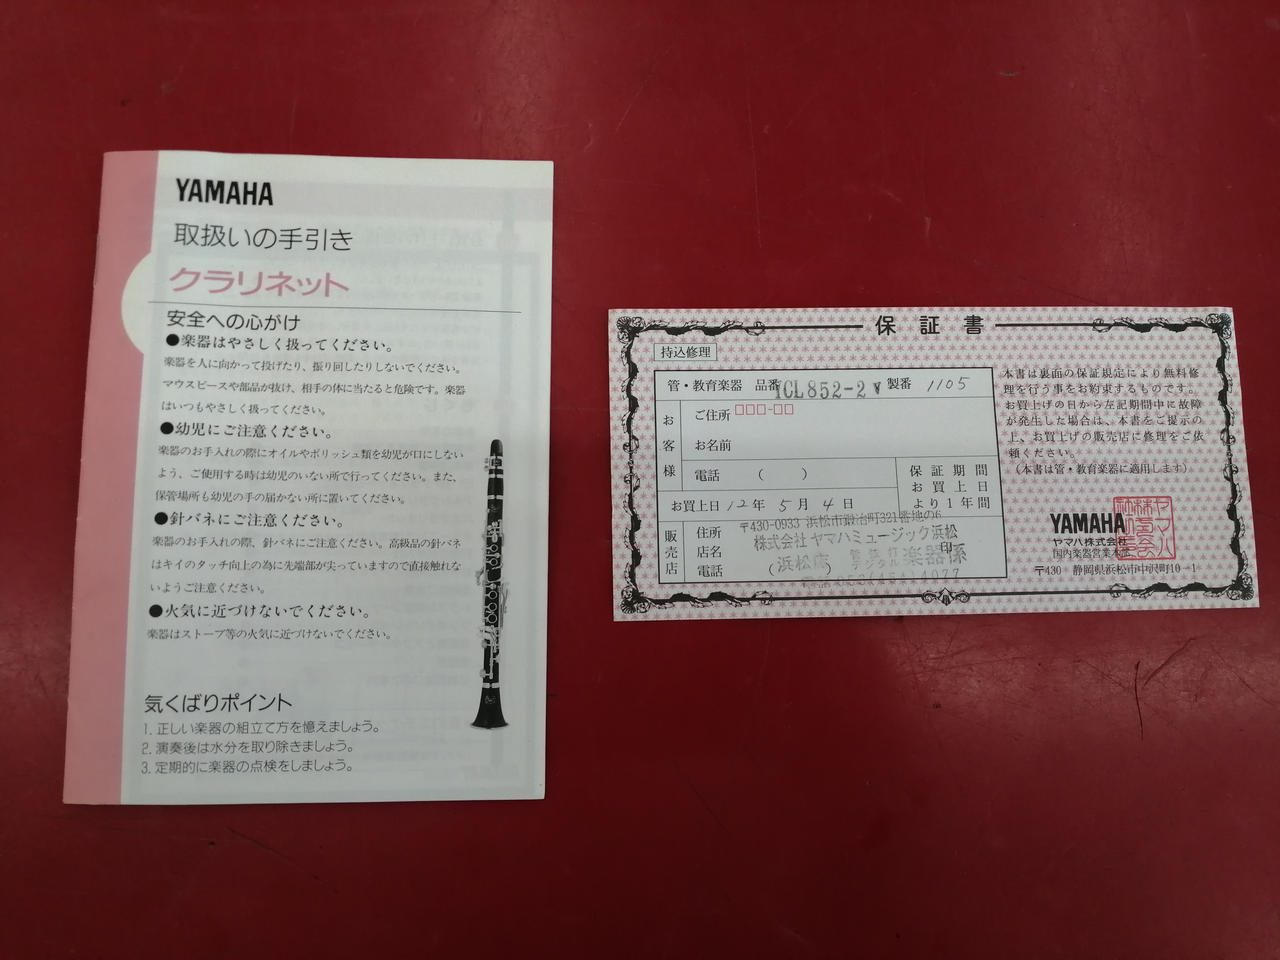 YAMAHA
取扱いの手引き
クラリネット
安全への心がけ
●楽器はやさしく扱ってください。
楽器を人に向かって投げたり、振り回したりしないでください。
マウスピースや部品が抜け、相手の体に当たると危険です。楽器
はいつもやさしく扱ってください。
●幼児にご注意ください。
楽器のお手入れの際にオイルやポリッシュ類を幼児が口にしない
よう、ご使用する時は幼児のいない所で行ってください。また、
保管場所も幼児の手の届かない所に置いてください。
●針バネにご注意ください。
楽器のお手入れの際、針バネにご注意ください。高級品の針バネ
はキイのタッチ向上の為に先端部が尖っていますので直接触れな
いようご注意ください。
●火気に近づけないでください。
楽器はストーブ等の火気に近づけないでください。
気くばりポイント
1. 正しい楽器の組立て方を憶えましょう。
2. 演奏後は水分を取り除きましょう。
3. 定期的に楽器の点検をしましょう。
保証書
持込修理
管・教育楽器 品番 YCL852-2V 製番 1105
お客様
ご住所
お名前
電話 ( )
お買上日 12年 5月 4日
保証期間
お買上日
より1年間
販売店
住所 〒430-0933 浜松市鍛冶町321番地の6
店名 株式会社ヤマハミュージック浜松 印
電話 ( ) 浜松店 管弦打 デジタル 楽器係
本書は裏面の保証規定により無料修
理を行う事をお約束するものです。
お買上げの日から左記期間中に故障
が発生した場合は、本書をご提示の
上、お買上げの販売店に修理をご依
頼ください。
(本書は管・教育楽器に適用します)
YAMAHA
ヤマハ株式会社
国内楽器営業本部
〒430 静岡県浜松市中沢町10-1